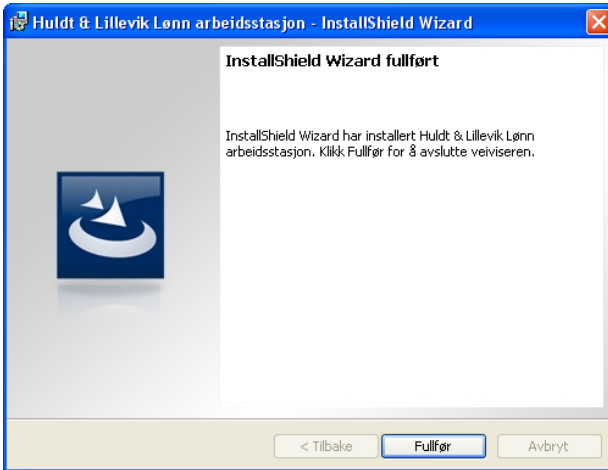 Huldt & Lillevik Lønn arbeidsstasjon - InstallShield Wizard
InstallShield Wizard fullført
InstallShield Wizard har installert Huldt & Lillevik Lønn
arbeidsstasjon. Klikk Fullfør for å avslutte veiviseren.
< Tilbake
Fullfør
Avbryt